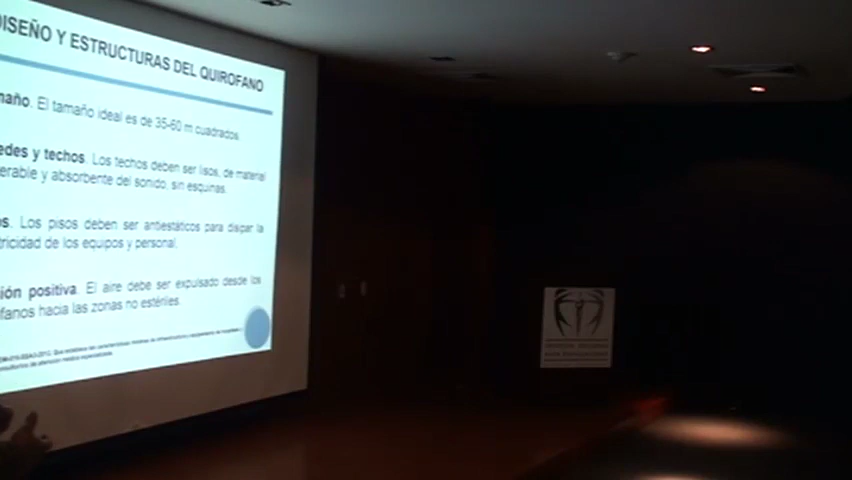 DISEÑO Y ESTRUCTURAS DEL QUIROFANO
maño. El tamaño ideal es de 35-60 m cuadrados.
edes y techos. Los techos deben ser lisos, de material
erable y absorbente del sonido, sin esquinas.
os. Los pisos deben ser antiestáticos para disipar la
tricidad de los equipos y personal.
ión positiva. El aire debe ser expulsado desde los
ófanos hacia las zonas no estériles.